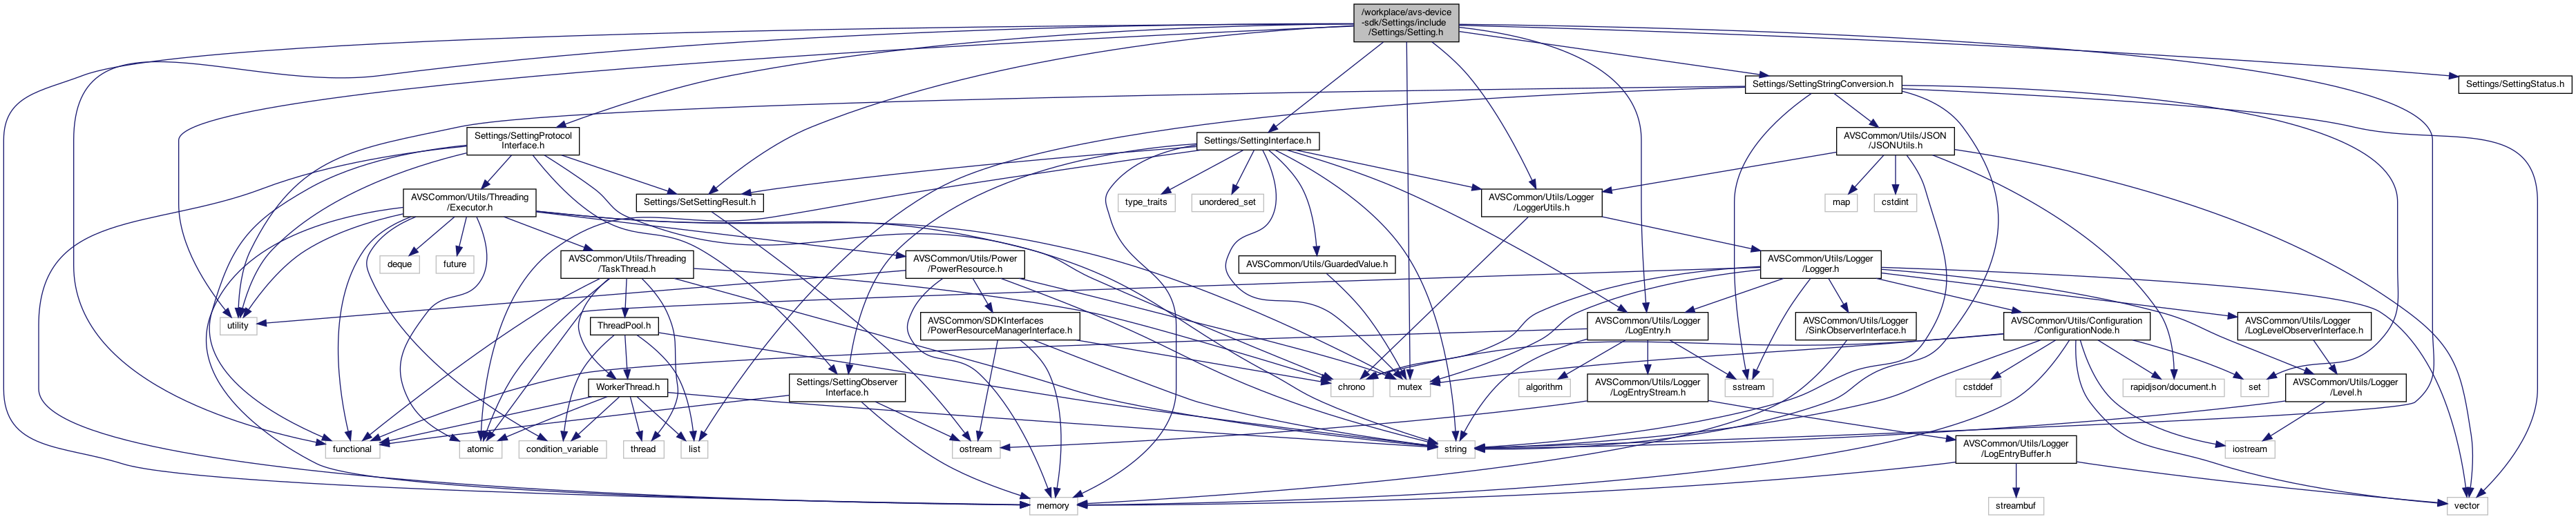 /workplace/avs-device
-sdk/Settings/include
/Settings/Setting.h
Settings/SettingStringConversion.h
Settings/SettingStatus.h
Settings/SettingProtocol
Interface.h
Settings/SettingInterface.h
AVSCommon/Utils/JSON
/JSONUtils.h
AVSCommon/Utils/Threading
/Executor.h
Settings/SetSettingResult.h
type_traits
unordered_set
AVSCommon/Utils/Logger
/LoggerUtils.h
map
cstdint
deque
future
AVSCommon/Utils/Threading
/TaskThread.h
AVSCommon/Utils/Power
/PowerResource.h
AVSCommon/Utils/GuardedValue.h
AVSCommon/Utils/Logger
/Logger.h
utility
ThreadPool.h
AVSCommon/SDKInterfaces
/PowerResourceManagerInterface.h
AVSCommon/Utils/Logger
/LogEntry.h
AVSCommon/Utils/Logger
/SinkObserverInterface.h
AVSCommon/Utils/Configuration
/ConfigurationNode.h
AVSCommon/Utils/Logger
/LogLevelObserverInterface.h
WorkerThread.h
Settings/SettingObserver
Interface.h
chrono
mutex
algorithm
AVSCommon/Utils/Logger
/LogEntryStream.h
sstream
cstddef
rapidjson/document.h
set
AVSCommon/Utils/Logger
/Level.h
functional
atomic
condition_variable
thread
list
ostream
string
AVSCommon/Utils/Logger
/LogEntryBuffer.h
iostream
memory
streambuf
vector